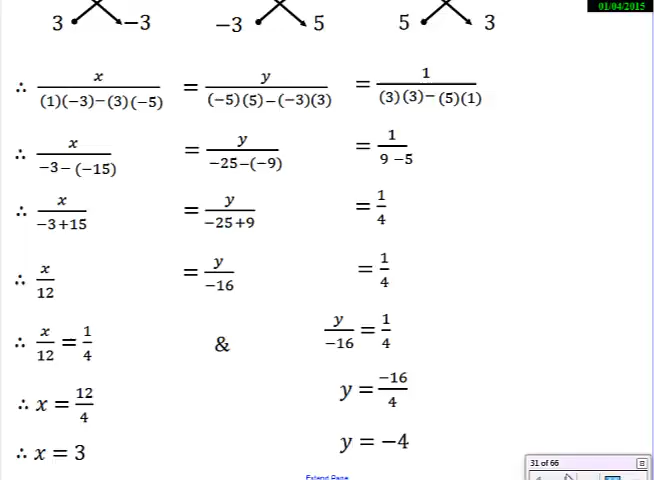 01/04/2015
3 −3 −3 5 5 3
∴ x/((1)(−3)−(3)(−5)) = y/((−5)(5)−(−3)(3)) = 1/((3)(3)−(5)(1))
∴ x/(−3−(−15)) = y/(−25−(−9)) = 1/(9−5)
∴ x/(−3+15) = y/(−25+9) = 1/4
∴ x/12 = y/−16 = 1/4
∴ x/12 = 1/4 & y/−16 = 1/4
∴ x = 12/4 y = −16/4
∴ x = 3 y = −4
31 of 66
Extend Page